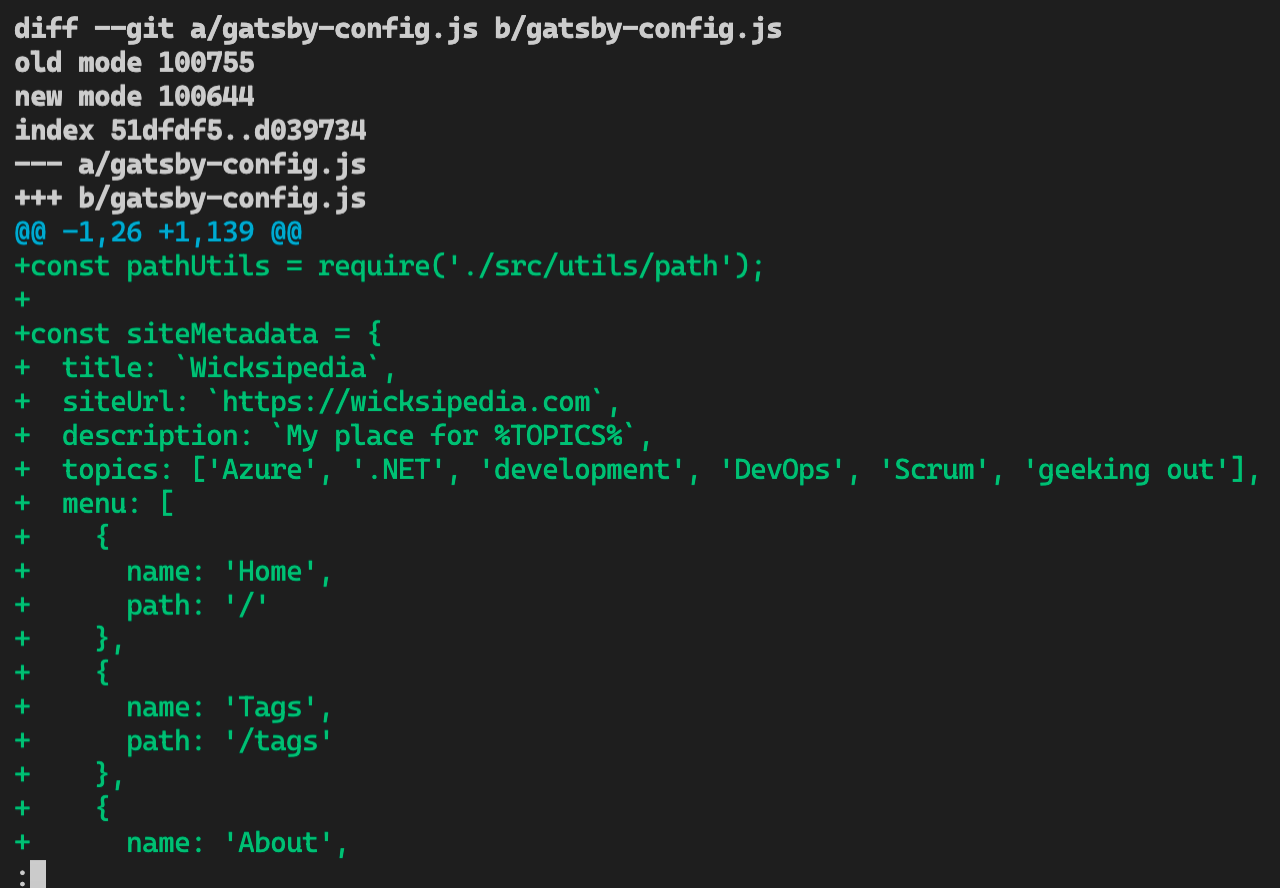 diff --git a/gatsby-config.js b/gatsby-config.js
old mode 100755
new mode 100644
index 51dfdf5..d039734
--- a/gatsby-config.js
+++ b/gatsby-config.js
@@ -1,26 +1,139 @@
+const pathUtils = require('./src/utils/path');
+
+const siteMetadata = {
+  title: `Wicksipedia`,
+  siteUrl: `https://wicksipedia.com`,
+  description: `My place for %TOPICS%`,
+  topics: ['Azure', '.NET', 'development', 'DevOps', 'Scrum', 'geeking out'],
+  menu: [
+    {
+      name: 'Home',
+      path: '/'
+    },
+    {
+      name: 'Tags',
+      path: '/tags'
+    },
+    {
+      name: 'About',
: